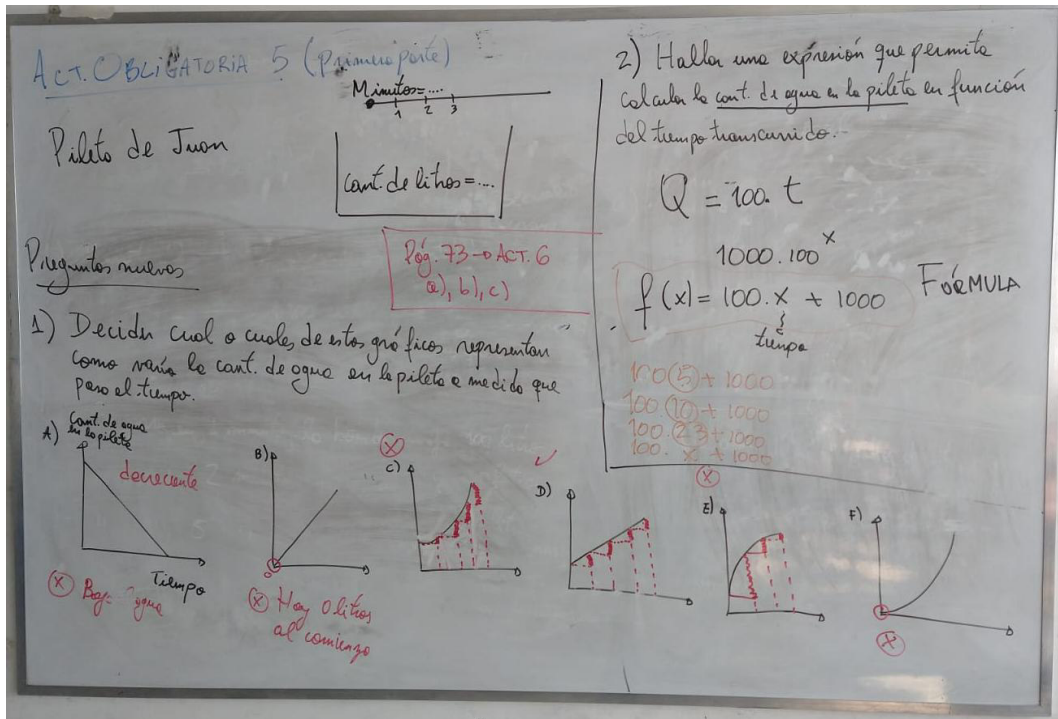 ACT. OBLIGATORIA 5 (Primera parte)
Minutos=....
1 2 3
Pileta de Juan
Cant. de litros=....
Preguntas nuevas
Pág. 73 → ACT. 6
a), b), c)
1) Decidir cual o cuales de estos gráficos representan
como varía la cant. de agua en la pileta a medida que
pasa el tiempo.
A) Cant. de agua
en la pileta
decreciente
Tiempo
X Baja agua
B)
0
X Hay 0 litros
al comienzo
X
C)
✓
D)
X
E)
F)
X
2) Hallar una expresión que permita
calcular la cant. de agua en la pileta en función
del tiempo transcurrido.-
Q = 100. t
1000. 100^x
f(x) = 100. x + 1000 FÓRMULA
tiempo
100(5)+ 1000
100.(10)+ 1000
100.(23+1000
100. x + 1000